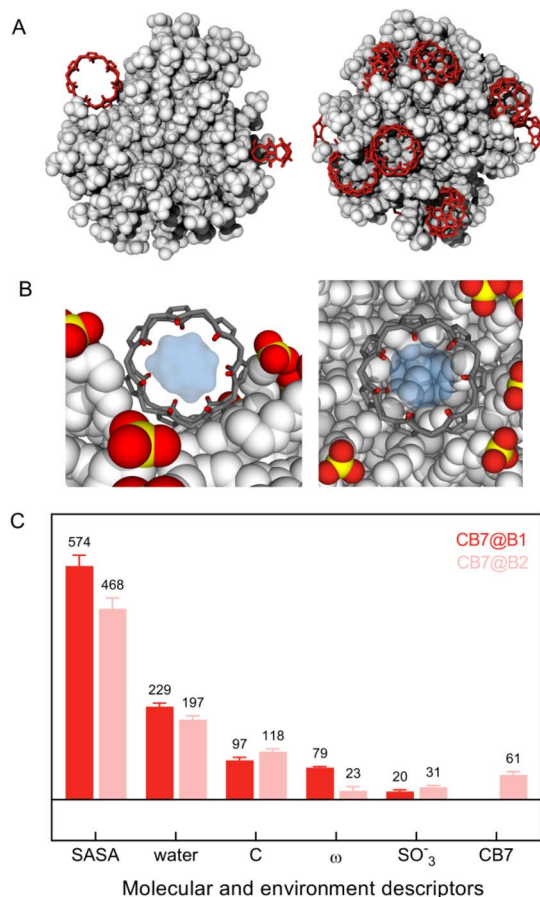 A
B
C
574
468
229
197
97
118
79
23
20
31
61
CB7@B1
CB7@B2
SASA water C ω SO⁻₃ CB7
Molecular and environment descriptors